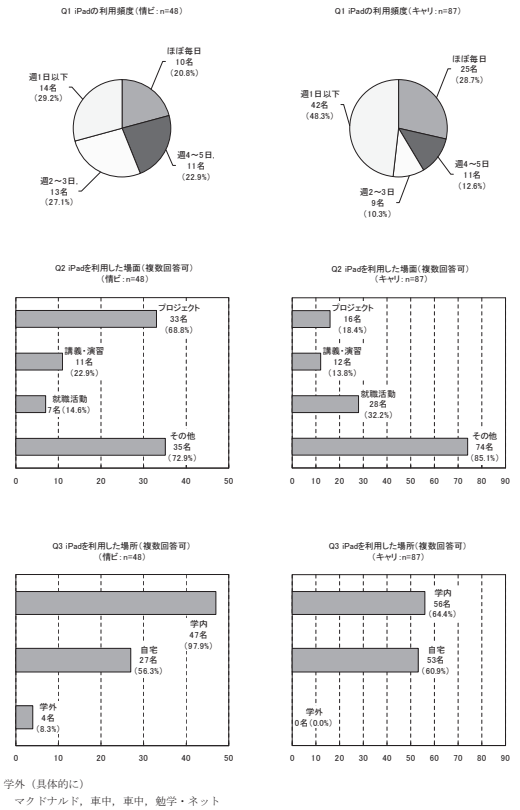 Q1 iPadの利用頻度（情ビ：n=48）
ほぼ毎日
10名
（20.8%）
週4～5日,
11名
（22.9%）
週2～3日,
13名
（27.1%）
週1日以下
14名
（29.2%）
Q1 iPadの利用頻度（キャリ：n=87）
ほぼ毎日
25名
（28.7%）
週4～5日
11名
（12.6%）
週2～3日
9名
（10.3%）
週1日以下
42名
（48.3%）
Q2 iPadを利用した場面（複数回答可）
（情ビ：n=48）
プロジェクト
33名
（68.8%）
講義・演習
11名
（22.9%）
就職活動
7名（14.6%）
その他
35名
（72.9%）
0 10 20 30 40 50
Q2 iPadを利用した場面（複数回答可）
（キャリ：n=87）
プロジェクト
16名
（18.4%）
講義・演習
12名
（13.8%）
就職活動
28名
（32.2%）
その他
74名
（85.1%）
0 10 20 30 40 50 60 70 80 90
Q3 iPadを利用した場所（複数回答可）
（情ビ：n=48）
学内
47名
（97.9%）
自宅
27名
（56.3%）
学外
4名
（8.3%）
0 10 20 30 40 50
Q3 iPadを利用した場所（複数回答可）
（キャリ：n=87）
学内
56名
（64.4%）
自宅
53名
（60.9%）
学外
0名（0.0%）
0 10 20 30 40 50 60 70 80 90
学外（具体的に）
マクドナルド，車中，車中，勉学・ネット